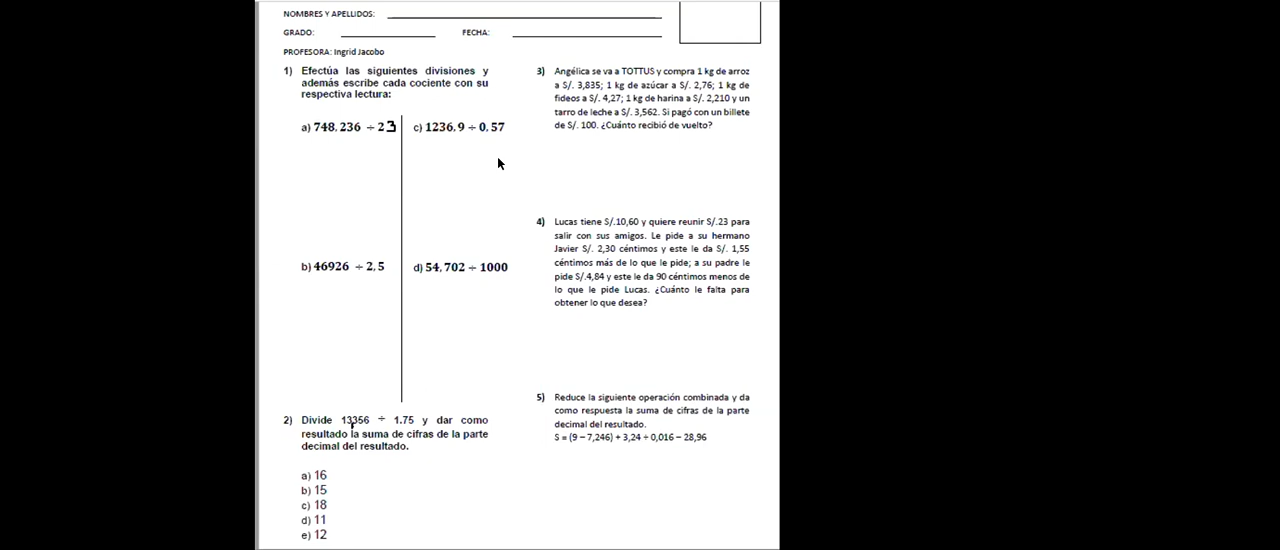 NOMBRES Y APELLIDOS:
GRADO: FECHA:
PROFESORA: Ingrid Jacobo
1) Efectúa las siguientes divisiones y
además escribe cada cociente con su
respectiva lectura:
a) 748,236 ÷ 23
c) 1236,9 ÷ 0,57
b) 46926 ÷ 2,5
d) 54,702 ÷ 1000
2) Divide 13356 ÷ 1.75 y dar como
resultado la suma de cifras de la parte
decimal del resultado.
a) 16
b) 15
c) 18
d) 11
e) 12
3) Angélica se va a TOTTUS y compra 1 kg de arroz
a S/. 3,835; 1 kg de azúcar a S/. 2,76; 1 kg de
fideos a S/. 4,27; 1 kg de harina a S/. 2,210 y un
tarro de leche a S/. 3,562. Si pagó con un billete
de S/. 100. ¿Cuánto recibió de vuelto?
4) Lucas tiene S/.10,60 y quiere reunir S/.23 para
salir con sus amigos. Le pide a su hermano
Javier S/. 2,30 céntimos y este le da S/. 1,55
céntimos más de lo que le pide; a su padre le
pide S/.4,84 y este le da 90 céntimos menos de
lo que le pide Lucas. ¿Cuánto le falta para
obtener lo que desea?
5) Reduce la siguiente operación combinada y da
como respuesta la suma de cifras de la parte
decimal del resultado.
S = (9 – 7,246) + 3,24 ÷ 0,016 – 28,96